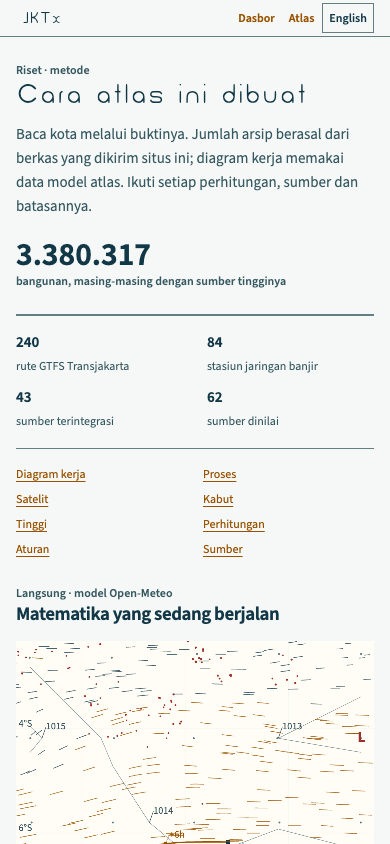 JKTx
Dasbor Atlas English
Riset · metode
Cara atlas ini dibuat
Baca kota melalui buktinya. Jumlah arsip berasal dari
berkas yang dikirim situs ini; diagram kerja memakai
data model atlas. Ikuti setiap perhitungan, sumber dan
batasannya.
3.380.317
bangunan, masing-masing dengan sumber tingginya
240
rute GTFS Transjakarta
84
stasiun jaringan banjir
43
sumber terintegrasi
62
sumber dinilai
Diagram kerja
Proses
Satelit
Kabut
Tinggi
Perhitungan
Aturan
Sumber
Langsung · model Open-Meteo
Matematika yang sedang berjalan
4°S
1015
1013
L
1014
6°S
+6h